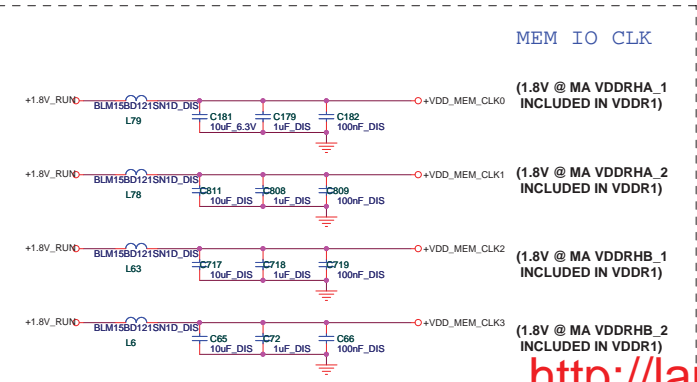 MEM IO CLK
+1.8V_RUN
BLM15BD121SN1D_DIS
L79
C181
10uF_6.3V
C179
1uF_DIS
C182
100nF_DIS
+VDD_MEM_CLK0
(1.8V @ MA VDDRHA_1
INCLUDED IN VDDR1)
+1.8V_RUN
BLM15BD121SN1D_DIS
L78
C811
10uF_DIS
C808
1uF_DIS
C809
100nF_DIS
+VDD_MEM_CLK1
(1.8V @ MA VDDRHA_2
INCLUDED IN VDDR1)
+1.8V_RUN
BLM15BD121SN1D_DIS
L63
C717
10uF_DIS
C718
1uF_DIS
C719
100nF_DIS
+VDD_MEM_CLK2
(1.8V @ MA VDDRHB_1
INCLUDED IN VDDR1)
+1.8V_RUN
BLM15BD121SN1D_DIS
L6
C65
10uF_DIS
C72
1uF_DIS
C66
100nF_DIS
+VDD_MEM_CLK3
(1.8V @ MA VDDRHB_2
INCLUDED IN VDDR1)